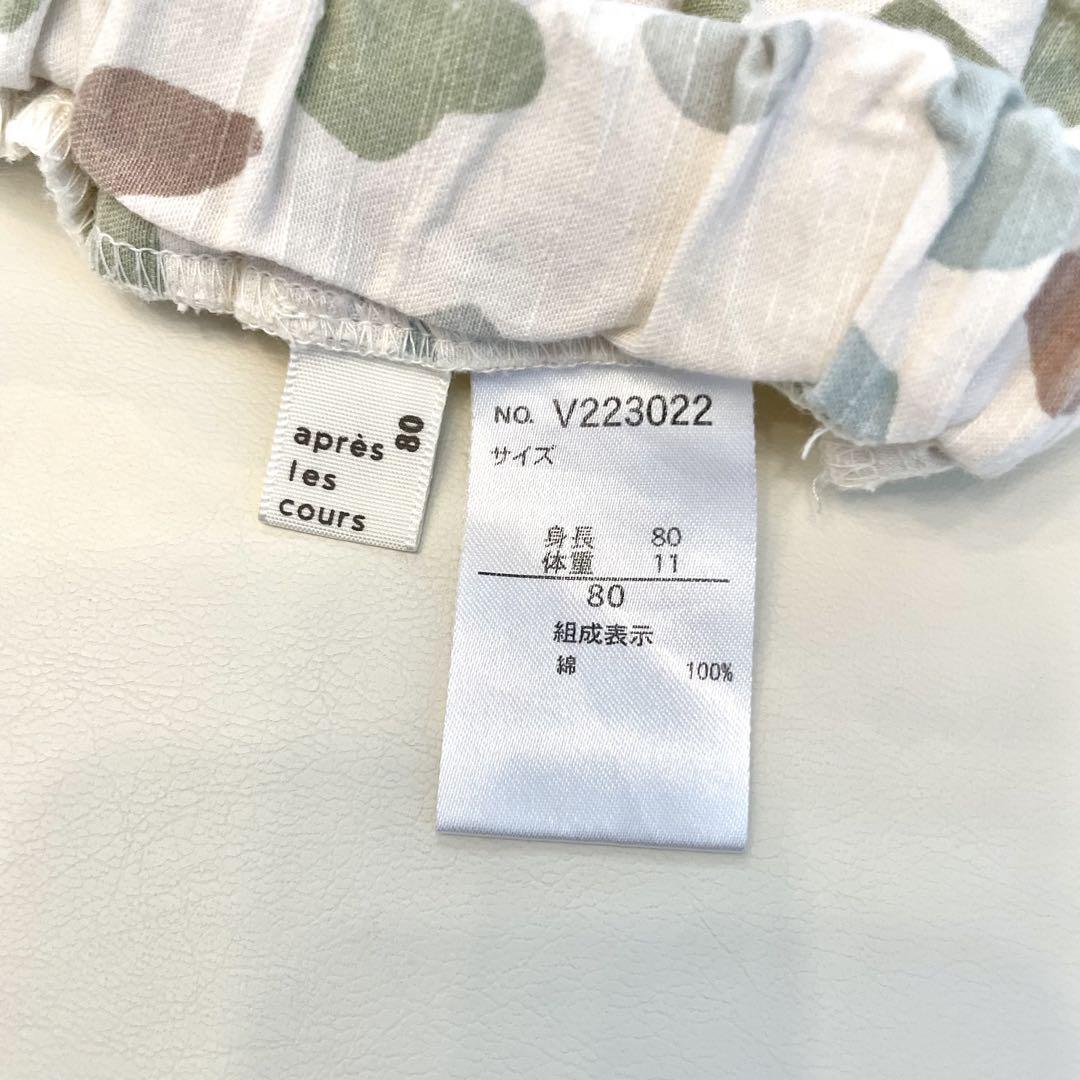 après 80
les
cours
NO. V223022
サイズ
身長 80
体重 11
80
組成表示
綿 100%